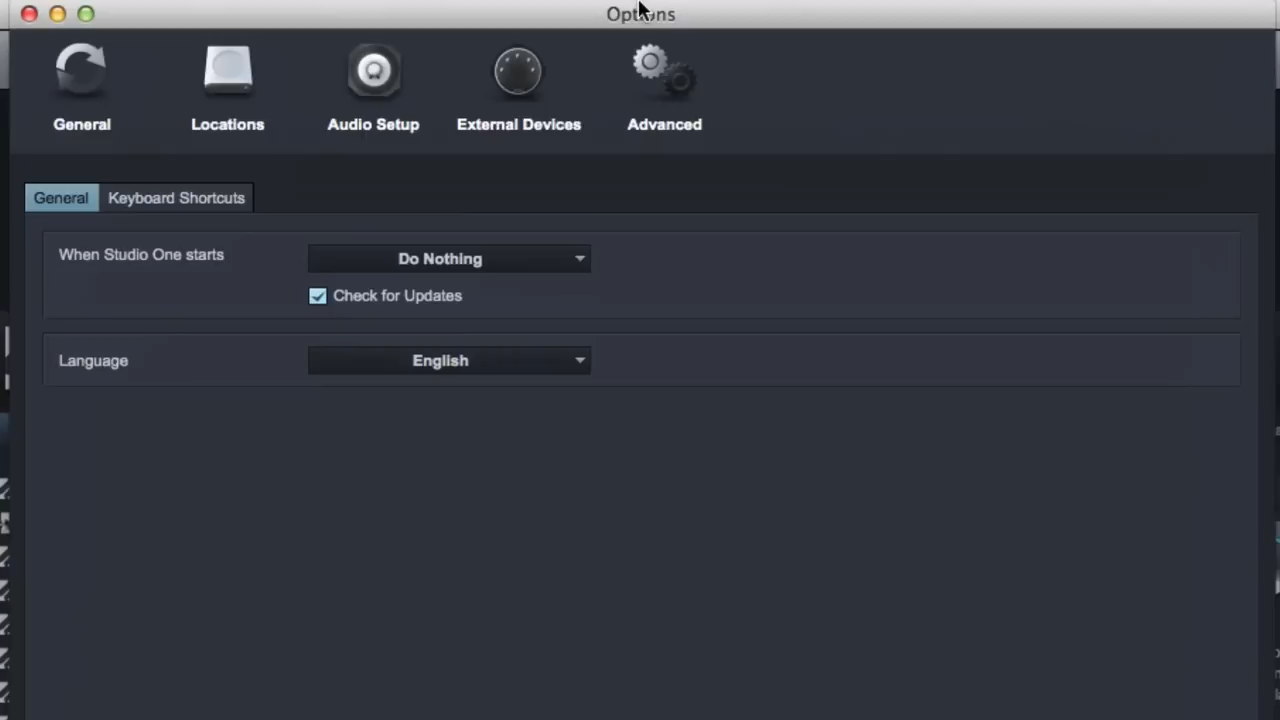 Options
General
Locations
Audio Setup
External Devices
Advanced
General
Keyboard Shortcuts
When Studio One starts
Do Nothing
Check for Updates
Language
English